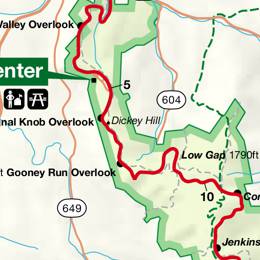 Valley Overlook
enter
5
604
nal Knob Overlook
Dickey Hill
Low Gap 1790ft
t Gooney Run Overlook
10
Con
649
Jenkins